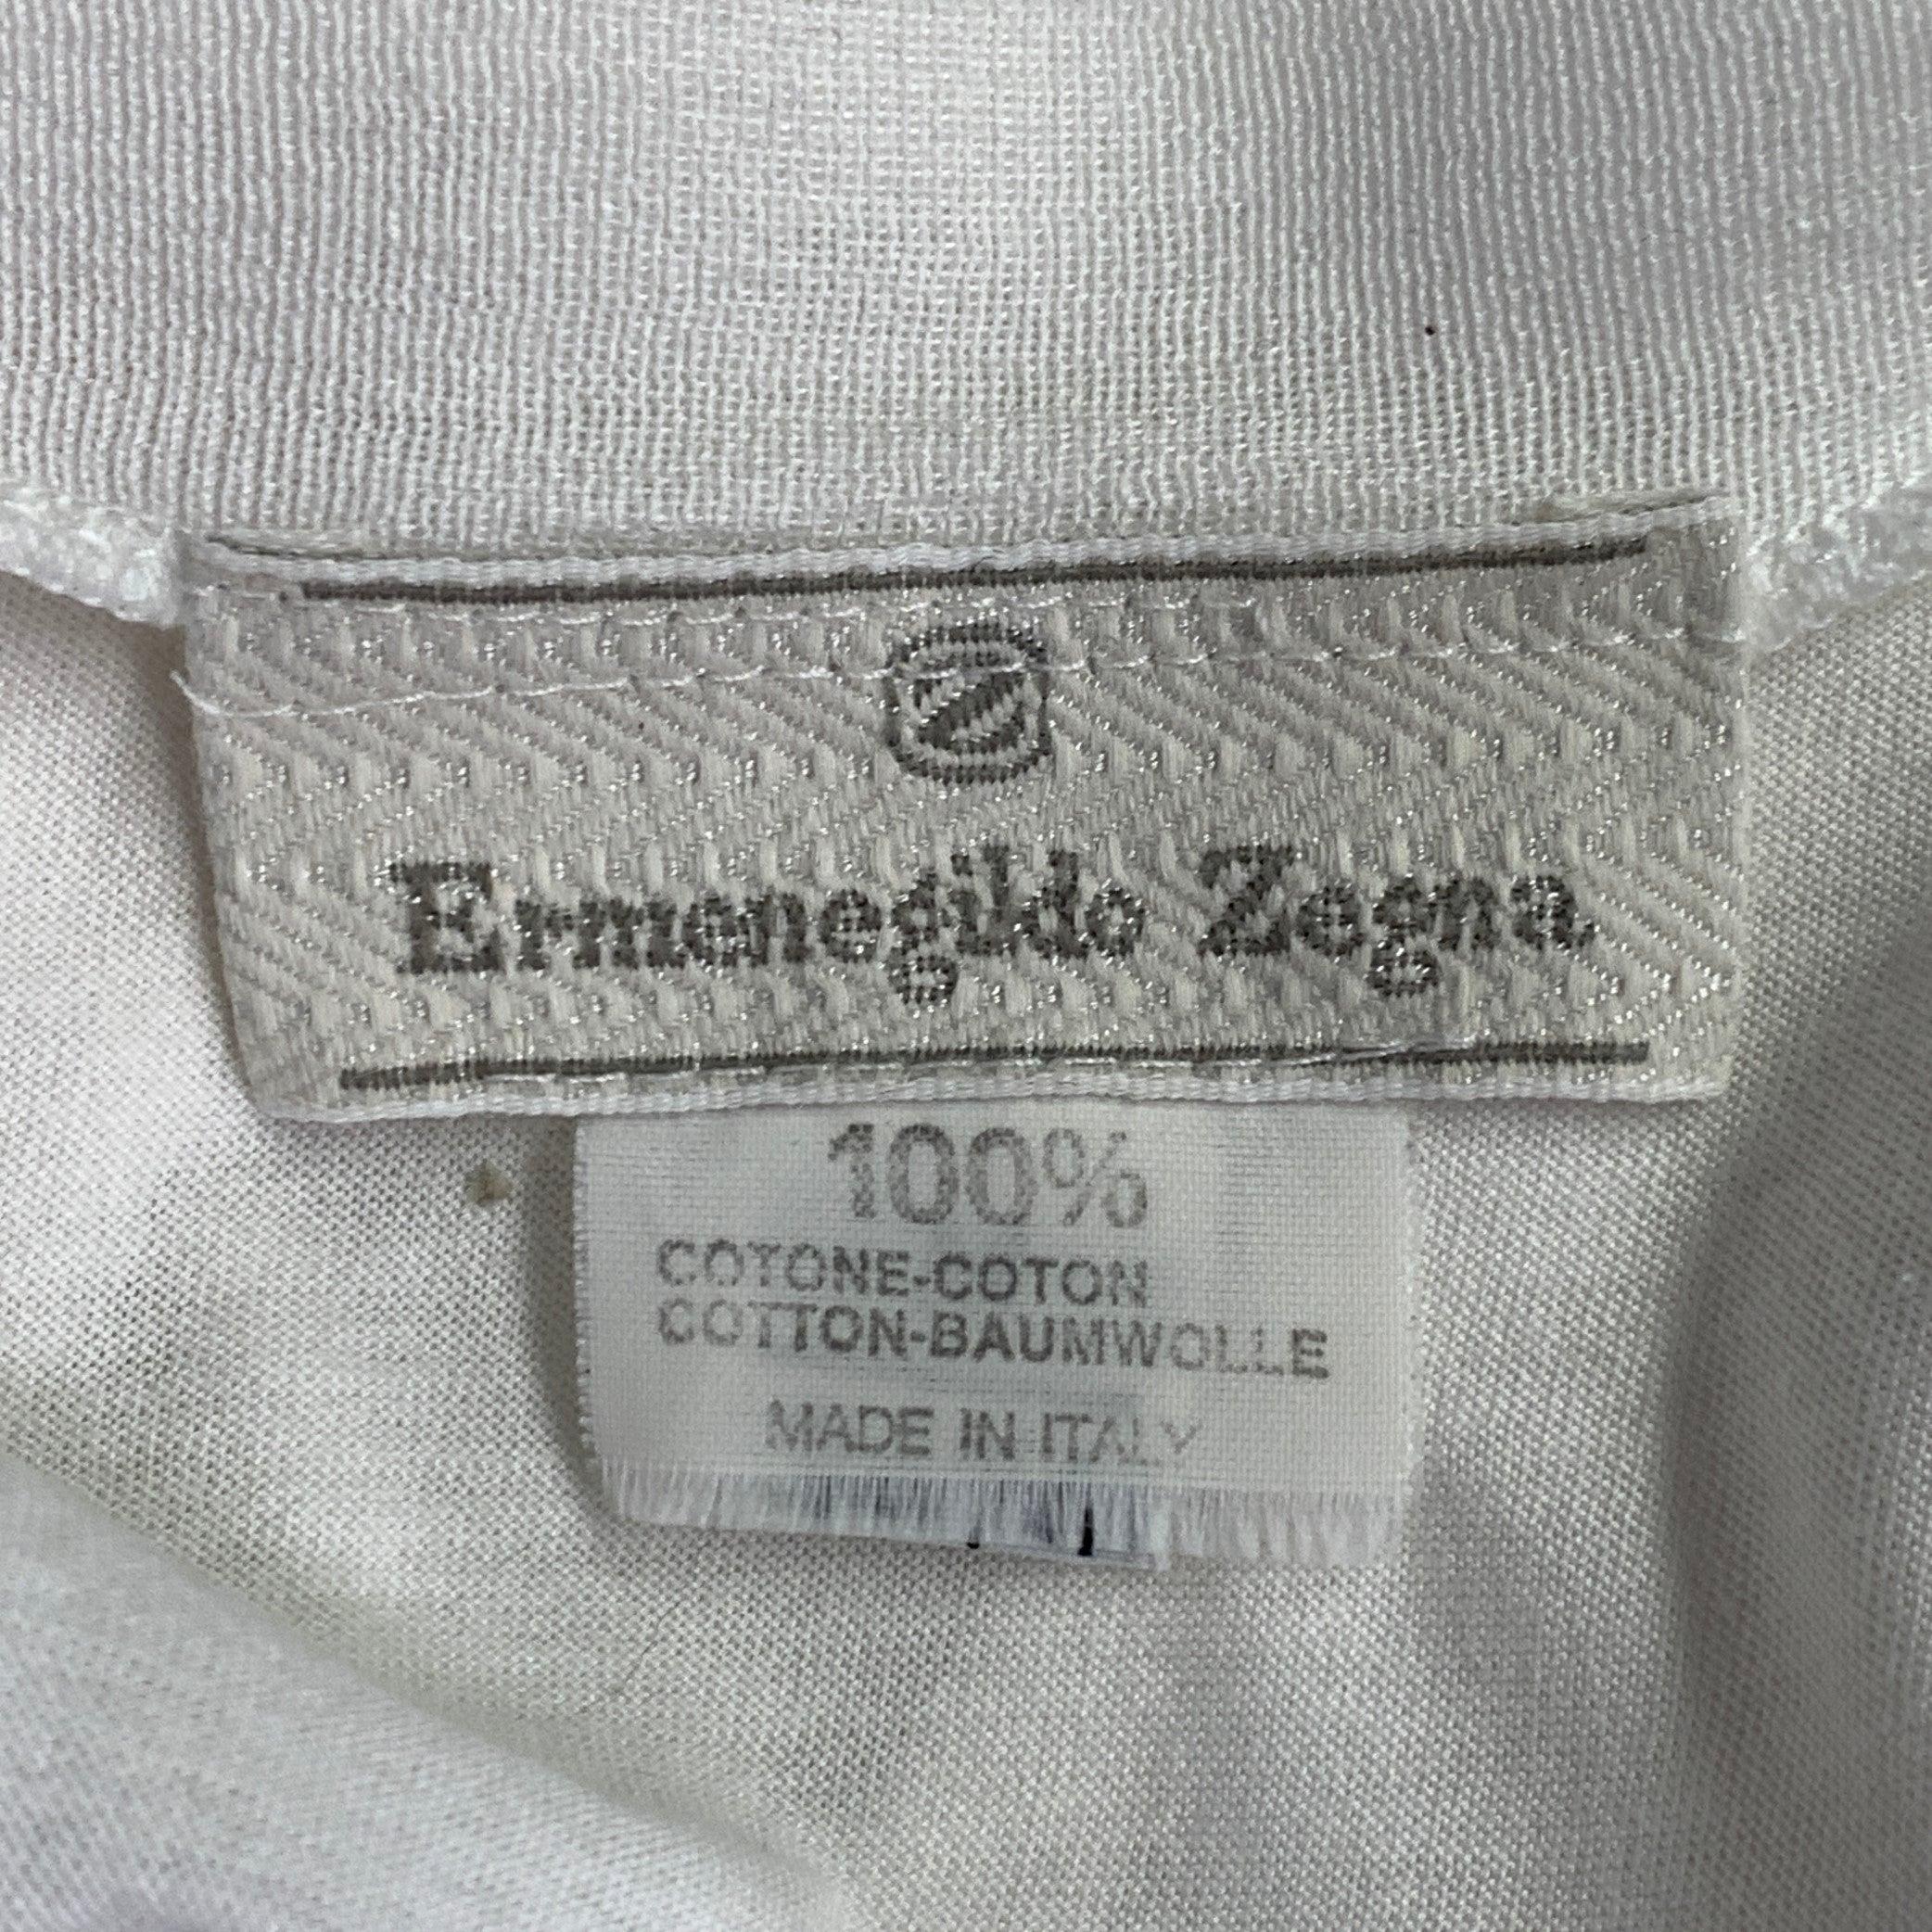 Ermenegildo Zegna
100%
COTONE-COTON
COTTON-BAUMWOLLE
MADE IN ITALY